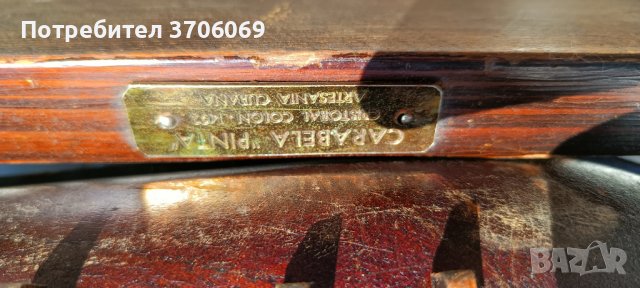 Потребител 3706069
CARABELA "PINTA"
CRISTOBAL COLON - 1492
ARTESANIA CUBANA
BAZAR